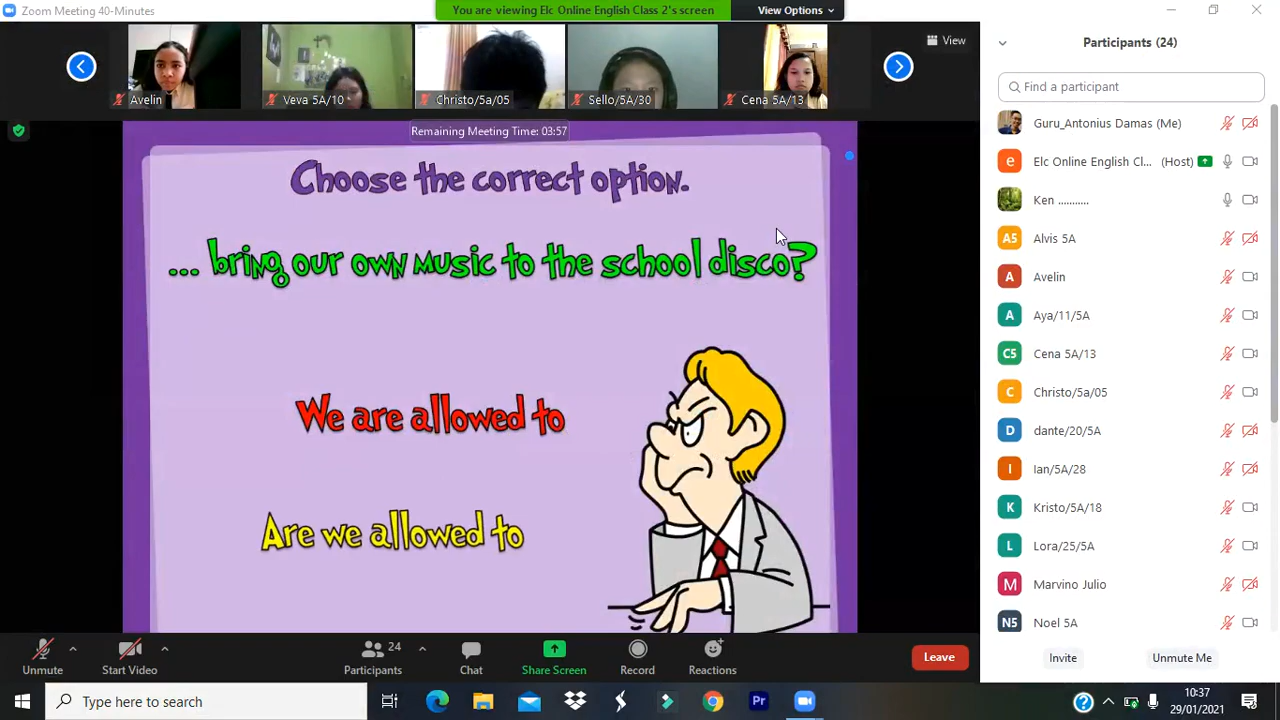 Zoom Meeting 40-Minutes
You are viewing Elc Online English Class 2's screen
View Options
View
Avelin
Veva 5A/10
Christo/5a/05
Sello/5A/30
Cena 5A/13
Remaining Meeting Time: 03:57
Choose the correct option.
... bring our own music to the school disco?
We are allowed to
Are we allowed to
Participants (24)
Find a participant
Guru_Antonius Damas (Me)
e
Elc Online English Cl... (Host)
Ken ...........
A5
Alvis 5A
A
Avelin
A
Aya/11/5A
C5
Cena 5A/13
C
Christo/5a/05
D
dante/20/5A
I
Ian/5A/28
K
Kristo/5A/18
L
Lora/25/5A
M
Marvino Julio
N5
Noel 5A
Invite
Unmute Me
Unmute
Start Video
24
Participants
Chat
Share Screen
Record
Reactions
Leave
Type here to search
Pr
10:37
29/01/2021